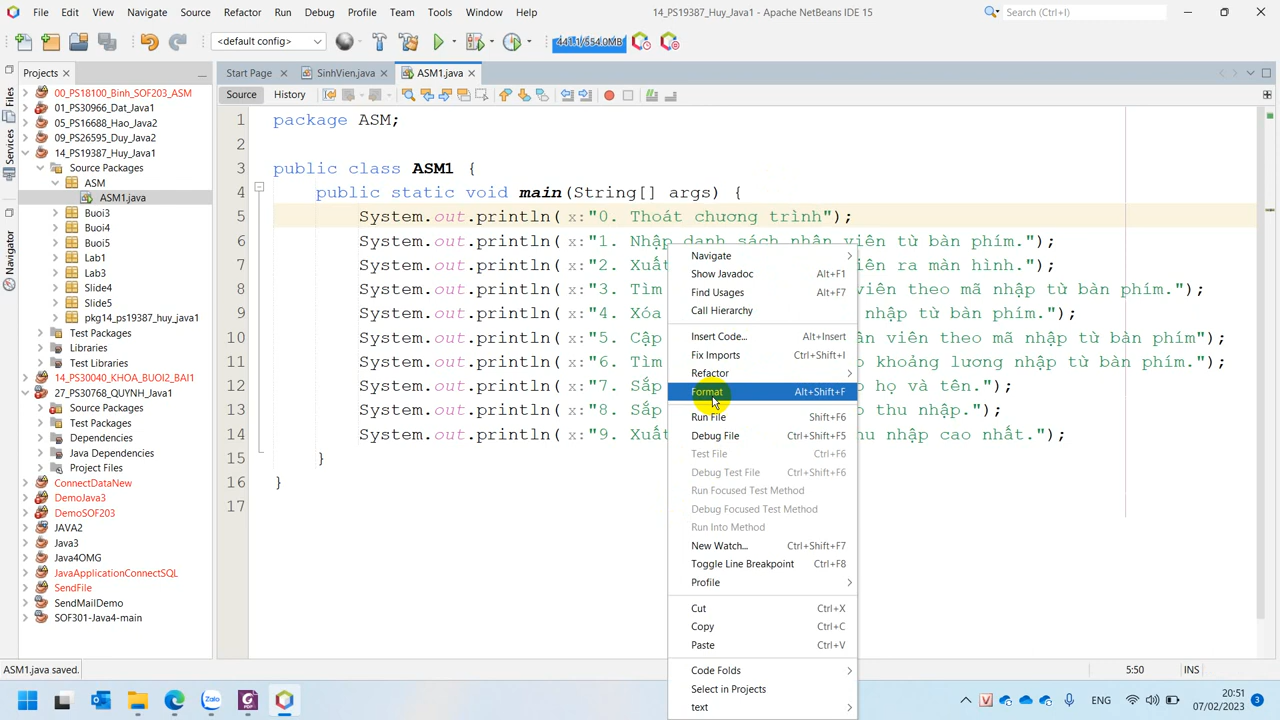 File Edit View Navigate Source Refactor Run Debug Profile Team Tools Window Help
14_PS19387_Huy_Java1 - Apache NetBeans IDE 15
Search (Ctrl+I)
<default config>
Projects
Files
Services
Navigator
00_PS18100_Binh_SOF203_ASM
01_PS30966_Dat_Java1
05_PS16688_Hao_Java2
09_PS26595_Duy_Java2
14_PS19387_Huy_Java1
Source Packages
ASM
ASM1.java
Buoi3
Buoi4
Buoi5
Lab1
Lab3
Slide4
Slide5
pkg14_ps19387_huy_java1
Test Packages
Libraries
Test Libraries
14_PS30040_KHOA_BUOI2_BAI1
27_PS30768_QUYNH_Java1
Source Packages
Test Packages
Dependencies
Java Dependencies
Project Files
ConnectDataNew
DemoJava3
DemoSOF203
JAVA2
Java3
Java4OMG
JavaApplicationConnectSQL
SendFile
SendMailDemo
SOF301-Java4-main
Start Page SinhVien.java ASM1.java
Source History
1 package ASM;
2
3 public class ASM1 {
4 public static void main(String[] args) {
5 System.out.println(x:"0. Thoát chương trình");
6 System.out.println(x:"1. Nhập danh sách nhân viên từ bàn phím.");
7 System.out.println(x:"2. Xuất iên ra màn hình.");
8 System.out.println(x:"3. Tìm viên theo mã nhập từ bàn phím.");
9 System.out.println(x:"4. Xóa nhập từ bàn phím.");
10 System.out.println(x:"5. Cập ân viên theo mã nhập từ bàn phím");
11 System.out.println(x:"6. Tìm o khoảng lương nhập từ bàn phím.");
12 System.out.println(x:"7. Sắp o họ và tên.");
13 System.out.println(x:"8. Sắp o thu nhập.");
14 System.out.println(x:"9. Xuất hu nhập cao nhất.");
15 }
16 }
17
Navigate
Show Javadoc Alt+F1
Find Usages Alt+F7
Call Hierarchy
Insert Code... Alt+Insert
Fix Imports Ctrl+Shift+I
Refactor
Format Alt+Shift+F
Run File Shift+F6
Debug File Ctrl+Shift+F5
Test File Ctrl+F6
Debug Test File Ctrl+Shift+F6
Run Focused Test Method
Debug Focused Test Method
Run Into Method
New Watch... Ctrl+Shift+F7
Toggle Line Breakpoint Ctrl+F8
Profile
Cut Ctrl+X
Copy Ctrl+C
Paste Ctrl+V
Code Folds
Select in Projects
text
ASM1.java saved.
5:50 INS
Zalo
PDF
ENG
20:51
07/02/2023
3